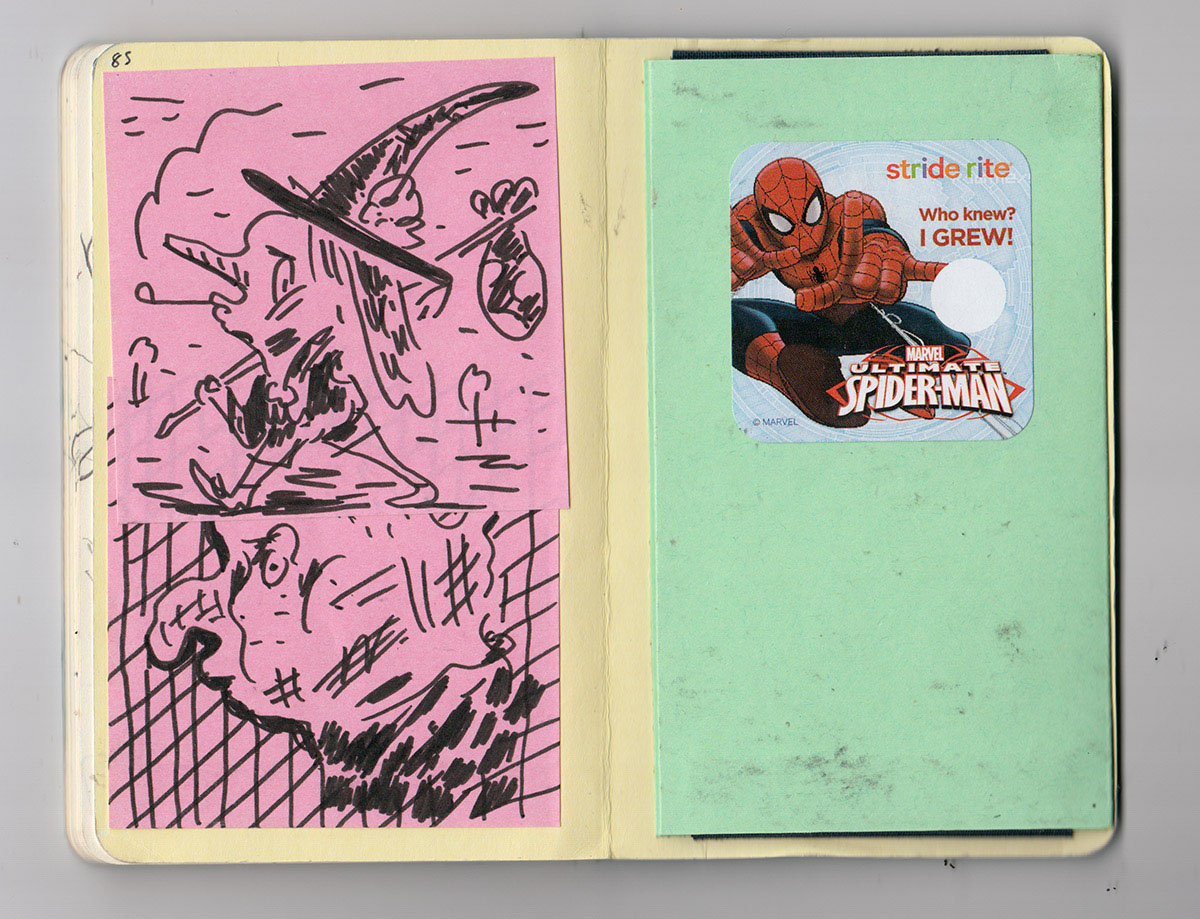 85
stride rite®
Who knew?
I GREW!
MARVEL
ULTIMATE
SPIDER-MAN
© MARVEL